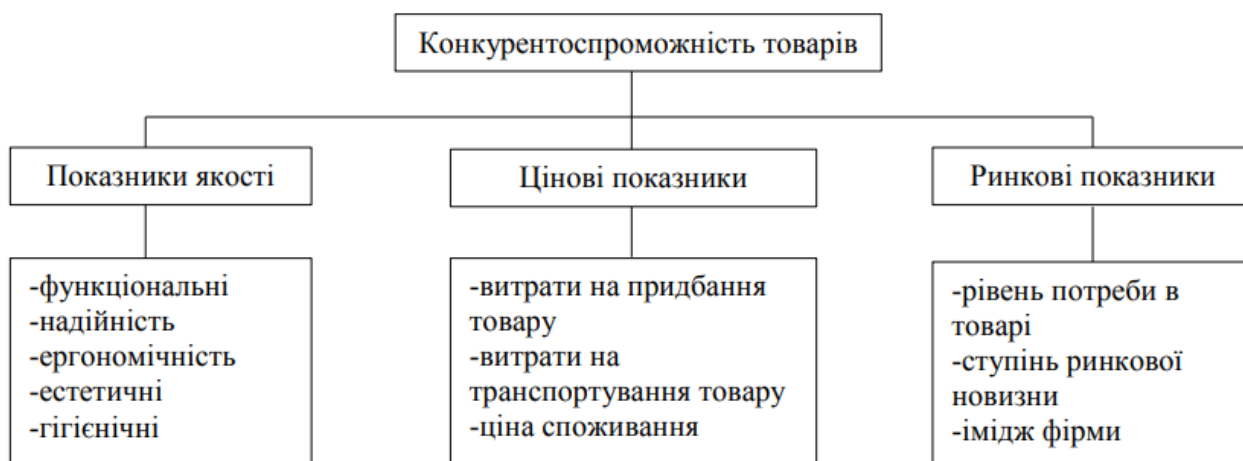 Конкурентоспроможність товарів
Показники якості
Цінові показники
Ринкові показники
-функціональні
-надійність
-ергономічність
-естетичні
-гігієнічні
-витрати на придбання
товару
-витрати на
транспортування товару
-ціна споживання
-рівень потреби в
товарі
-ступінь ринкової
новизни
-імідж фірми